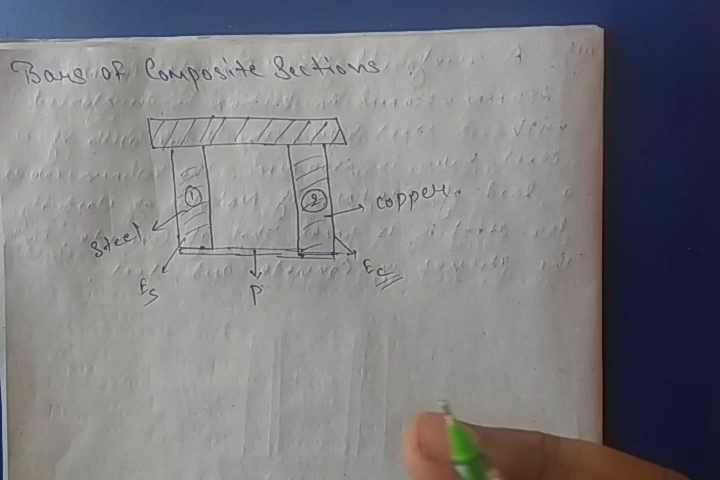 Bars of Composite Sections
1
2
copper.
Steel.
Es
P
Ec